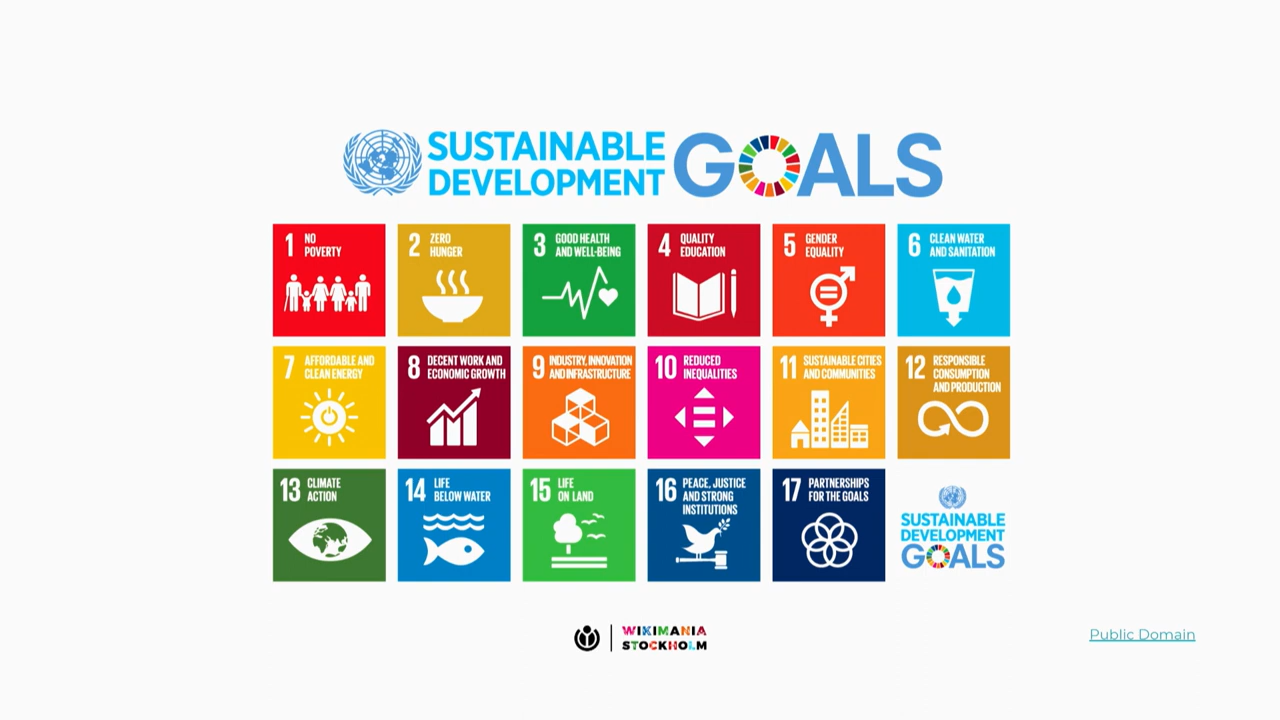 SUSTAINABLE
DEVELOPMENT
GOALS
1 NO
POVERTY
2 ZERO
HUNGER
3 GOOD HEALTH
AND WELL-BEING
4 QUALITY
EDUCATION
5 GENDER
EQUALITY
6 CLEAN WATER
AND SANITATION
7 AFFORDABLE AND
CLEAN ENERGY
8 DECENT WORK AND
ECONOMIC GROWTH
9 INDUSTRY, INNOVATION
AND INFRASTRUCTURE
10 REDUCED
INEQUALITIES
11 SUSTAINABLE CITIES
AND COMMUNITIES
12 RESPONSIBLE
CONSUMPTION
AND PRODUCTION
13 CLIMATE
ACTION
14 LIFE
BELOW WATER
15 LIFE
ON LAND
16 PEACE, JUSTICE
AND STRONG
INSTITUTIONS
17 PARTNERSHIPS
FOR THE GOALS
SUSTAINABLE
DEVELOPMENT
GOALS
WIKIMANIA
STOCKHOLM
Public Domain